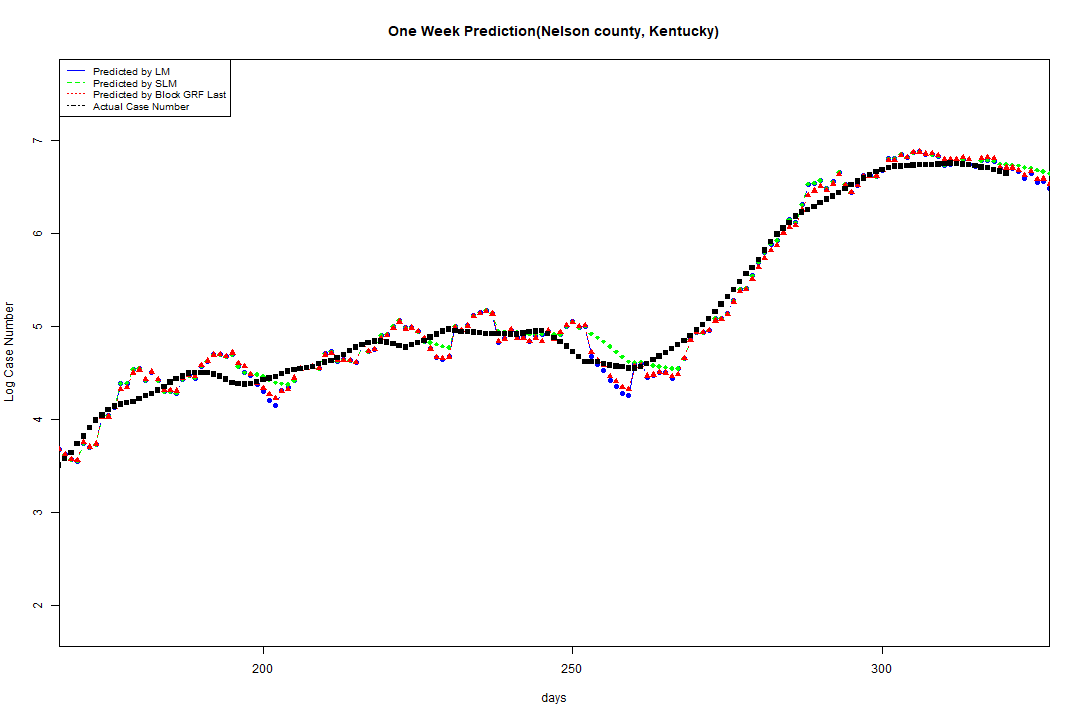 One Week Prediction(Nelson county, Kentucky)
Predicted by LM
Predicted by SLM
Predicted by Block GRF Last
Actual Case Number
7
6
5
4
3
2
Log Case Number
200 250 300
days